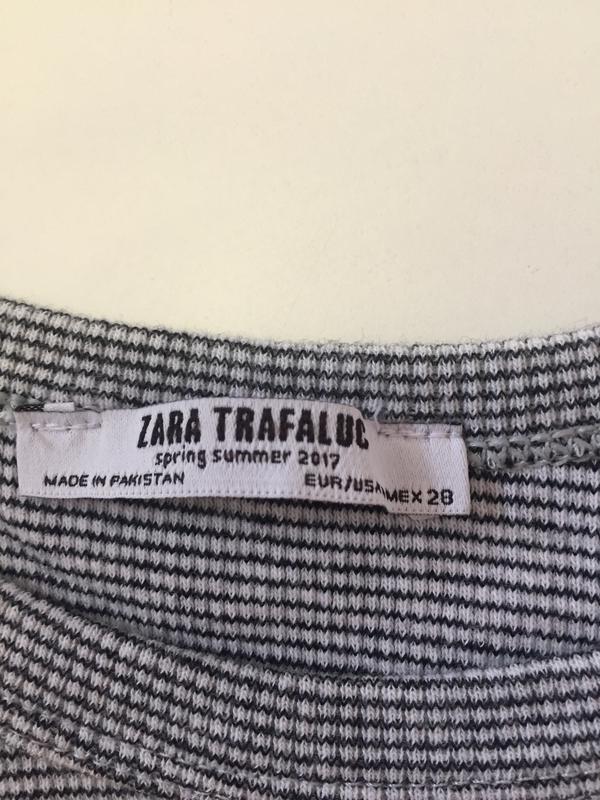 ZARA TRAFALUC
spring summer 2017
MADE IN PAKISTAN EUR/USA MEX 28